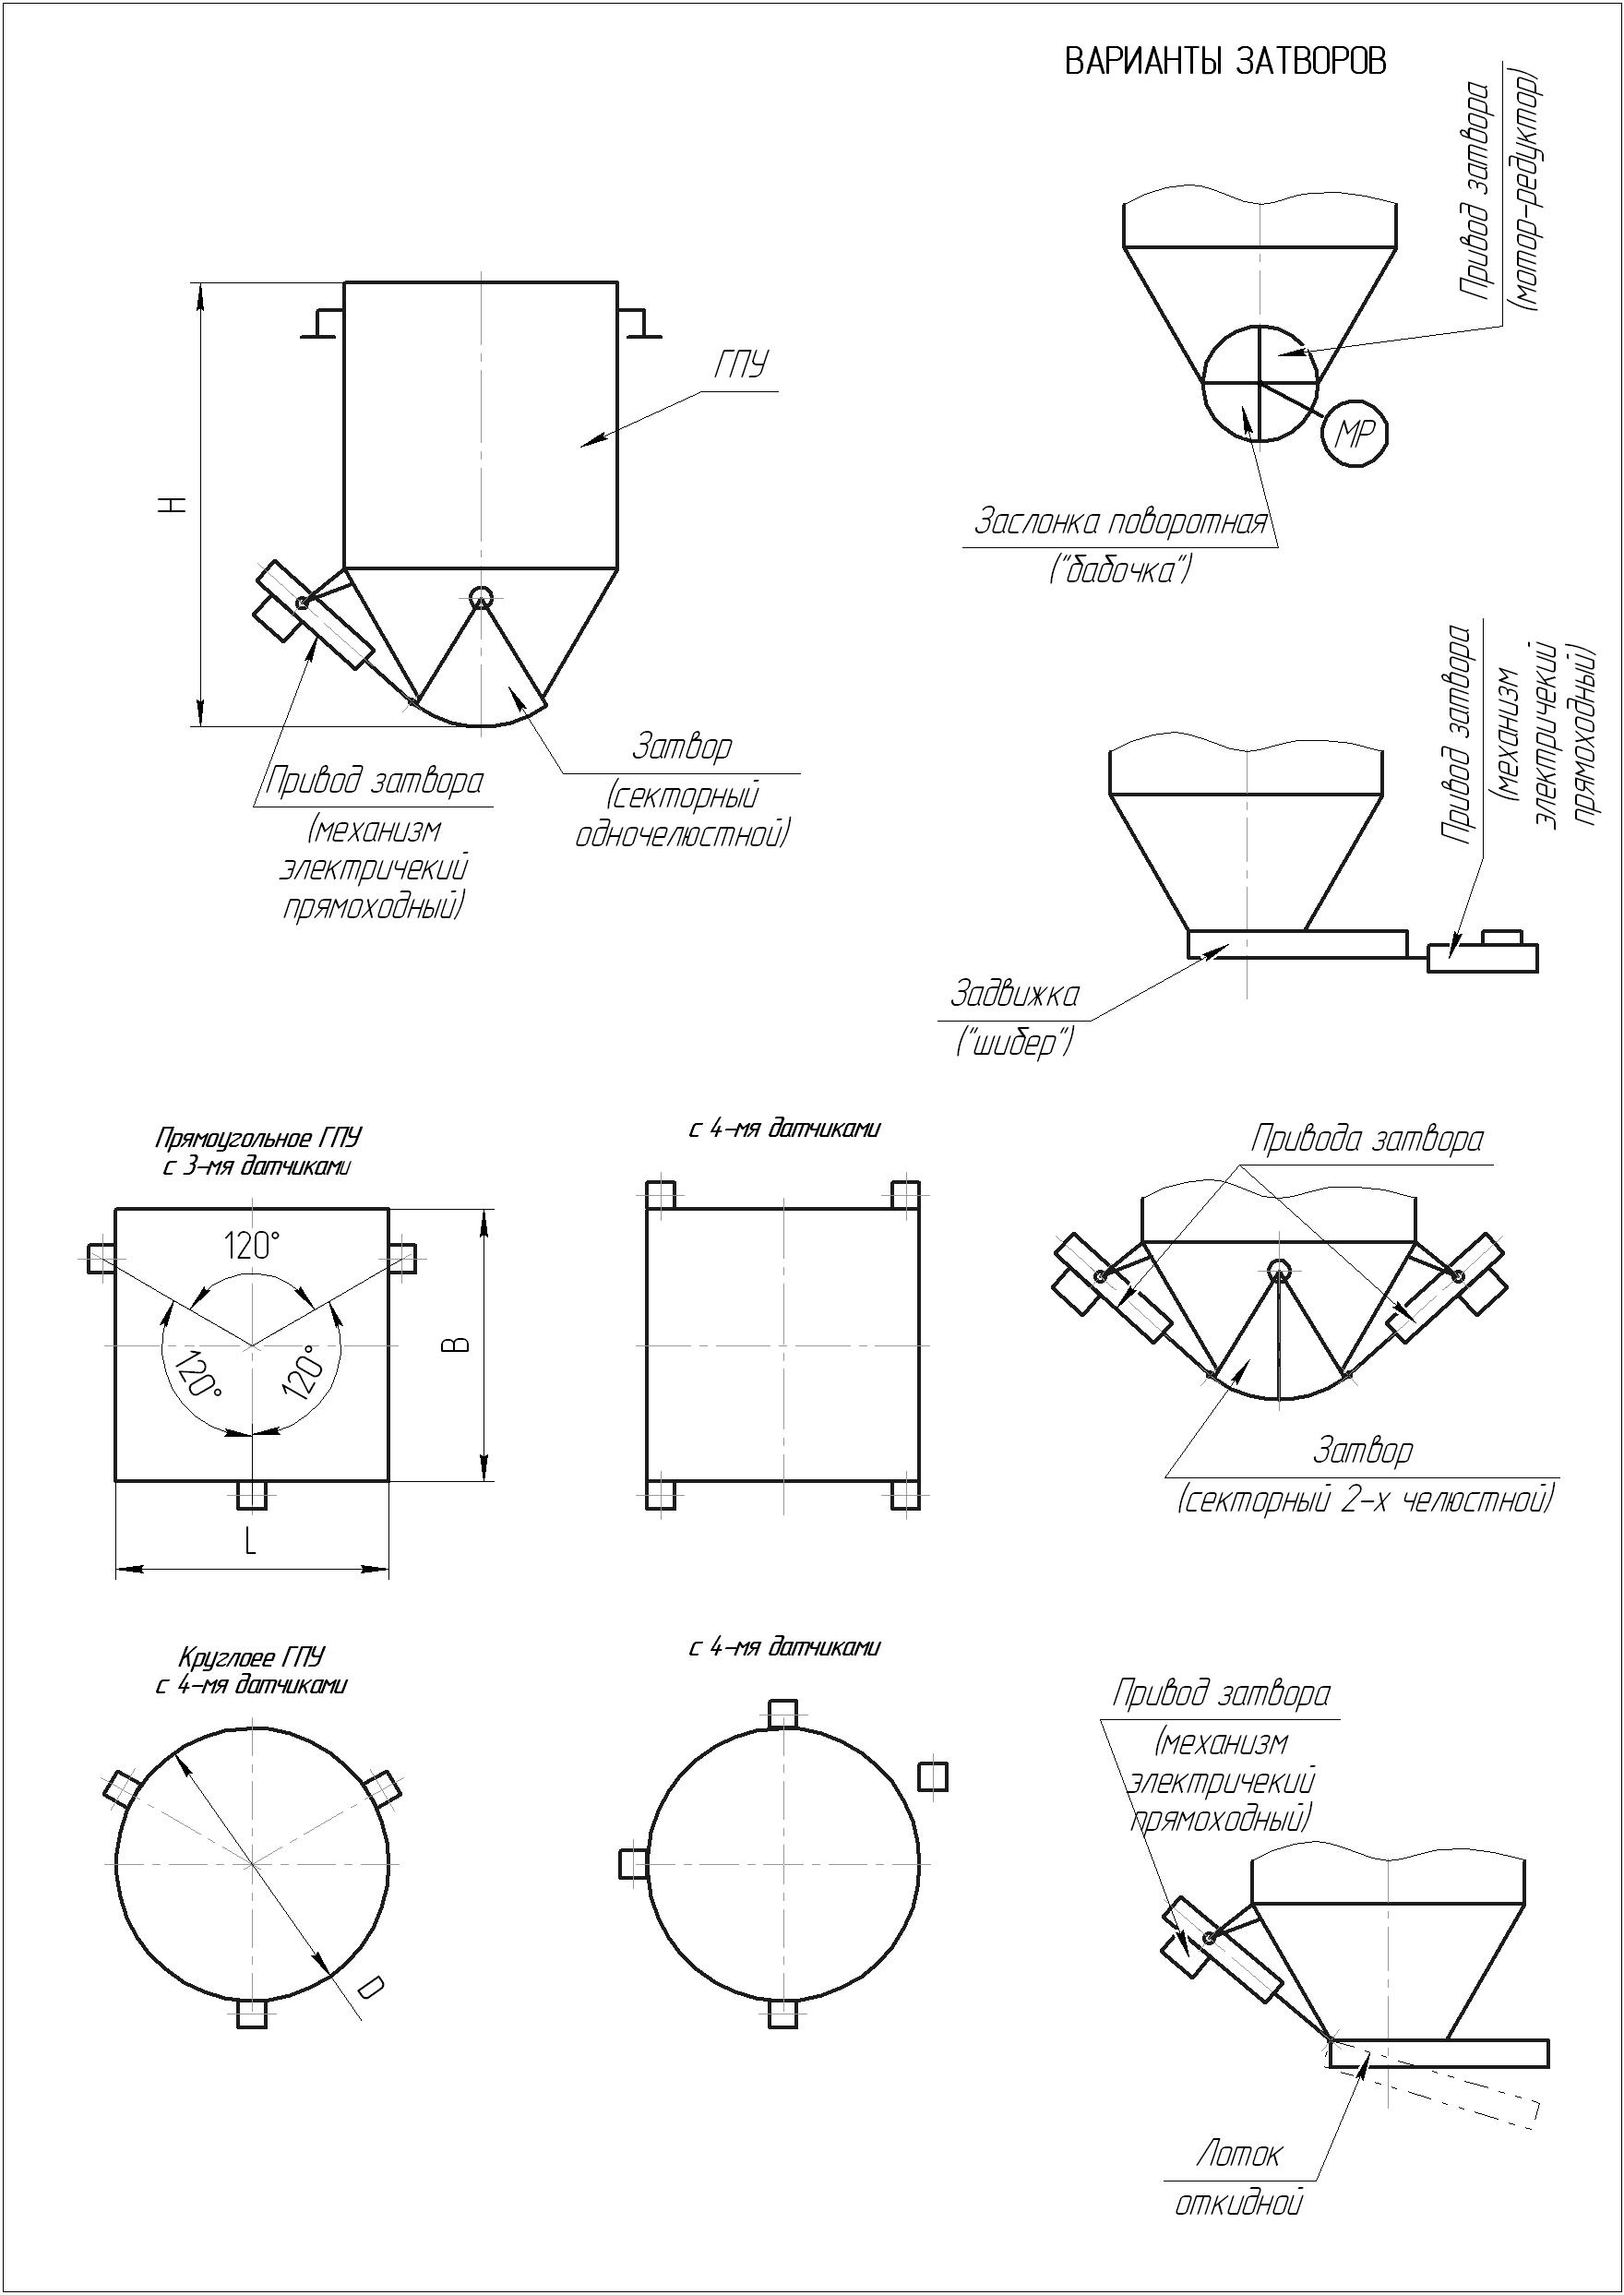 ВАРИАНТЫ ЗАТВОРОВ
Привод затвора
(мотор-редуктор)
МР
Заслонка поворотная
("бабочка")
ГПУ
H
Затвор
(секторный
одночелюстной)
Привод затвора
(механизм
электричекий
прямоходный)
Привод затвора
(механизм
электричекий
прямоходный)
Задвижка
("шибер")
Прямоугольное ГПУ
с 3-мя датчиками
120°
120°
120°
B
L
с 4-мя датчиками
Привода затвора
Затвор
(секторный 2-х челюстной)
Круглоее ГПУ
с 4-мя датчиками
D
с 4-мя датчиками
Привод затвора
(механизм
электричекий
прямоходный)
Лоток
откидной